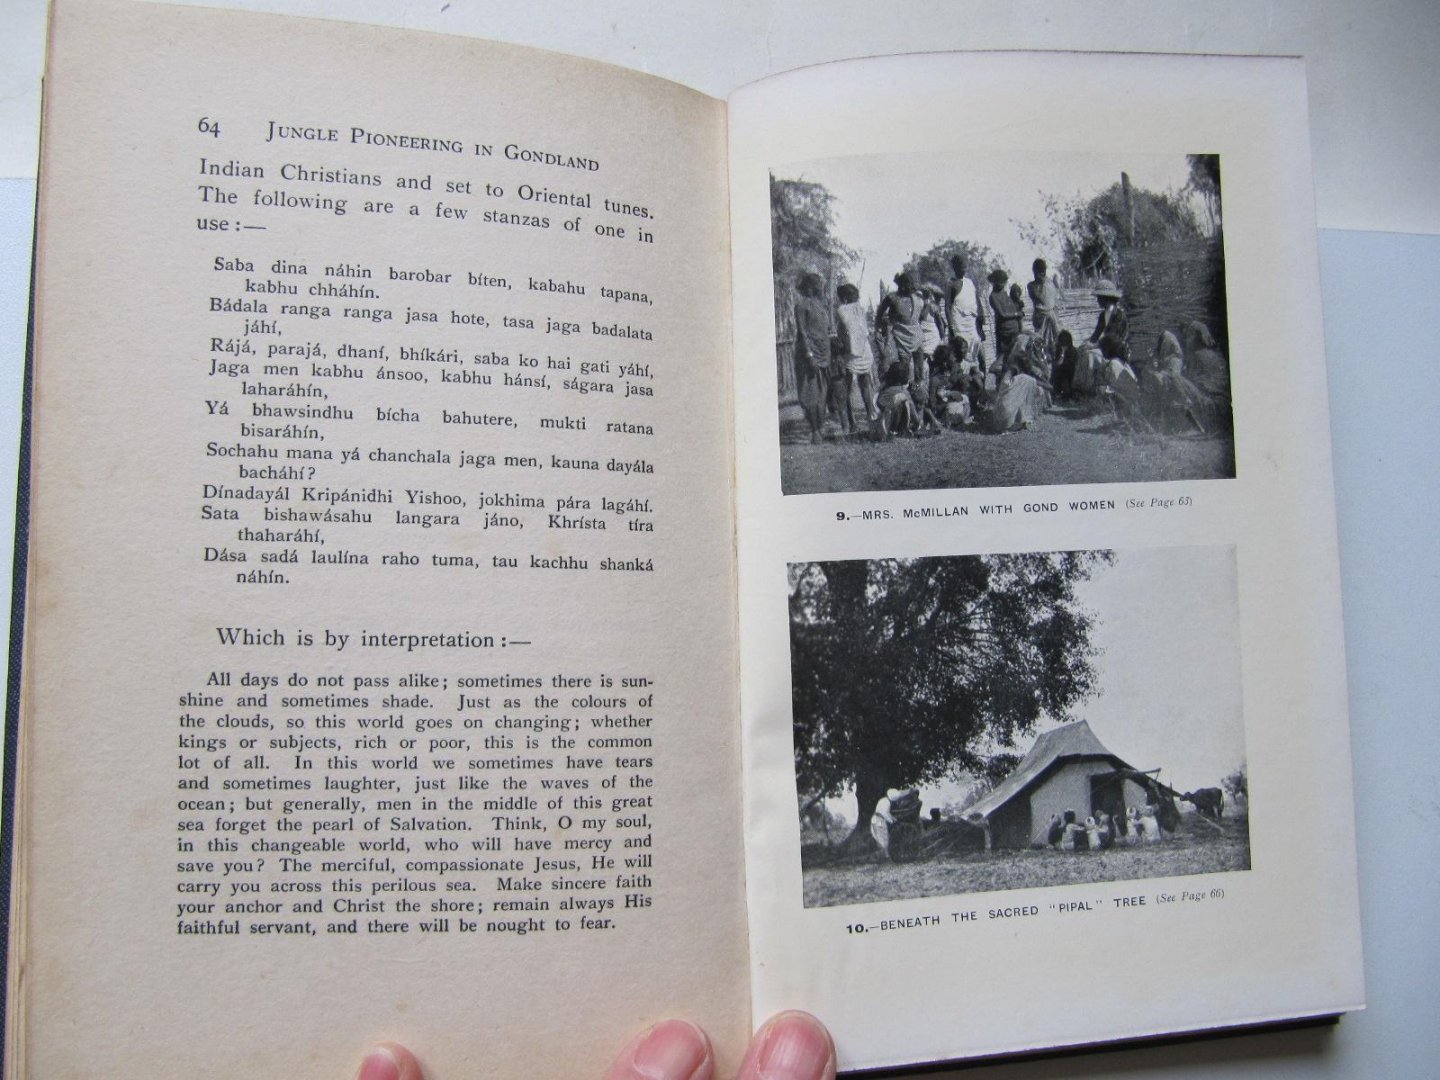 64 JUNGLE PIONEERING IN GONDLAND
Indian Christians and set to Oriental tunes.
The following are a few stanzas of one in
use :—
Saba dina náhin barobar bíten, kabahu tapana,
kabhu chháhín.
Bádala ranga ranga jasa hote, tasa jaga badalata
jáhí,
Rájá, parajá, dhaní, bhíkári, saba ko hai gati yáhí,
Jaga men kabhu ánsoo, kabhu hánsí, ságara jasa
laharáhín,
Yá bhawsindhu bícha bahutere, mukti ratana
bisaráhín,
Sochahu mana yá chanchala jaga men, kauna dayála
bacháhí ?
Dínadayál Kripánidhi Yishoo, jokhima pára lagáhí.
Sata bishawásahu langara jáno, Khrísta tíra
thaharáhí,
Dása sadá laulína raho tuma, tau kachhu shanká
náhín.
Which is by interpretation :—
All days do not pass alike ; sometimes there is sun-
shine and sometimes shade. Just as the colours of
the clouds, so this world goes on changing ; whether
kings or subjects, rich or poor, this is the common
lot of all. In this world we sometimes have tears
and sometimes laughter, just like the waves of the
ocean ; but generally, men in the middle of this great
sea forget the pearl of Salvation. Think, O my soul,
in this changeable world, who will have mercy and
save you ? The merciful, compassionate Jesus, He will
carry you across this perilous sea. Make sincere faith
your anchor and Christ the shore ; remain always His
faithful servant, and there will be nought to fear.
9.—MRS. McMILLAN WITH GOND WOMEN (See Page 63)
10.—BENEATH THE SACRED "PIPAL" TREE (See Page 66)